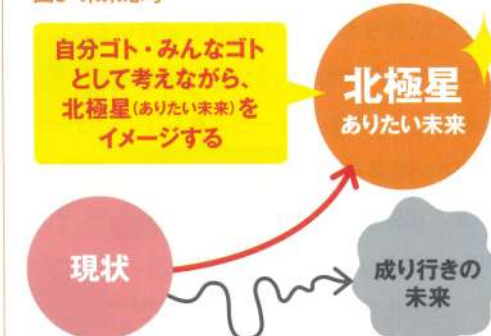 自分ゴト・みんなゴト
として考えながら、
北極星(ありたい未来)を
イメージする
北極星
ありたい未来
現状
成り行きの
未来